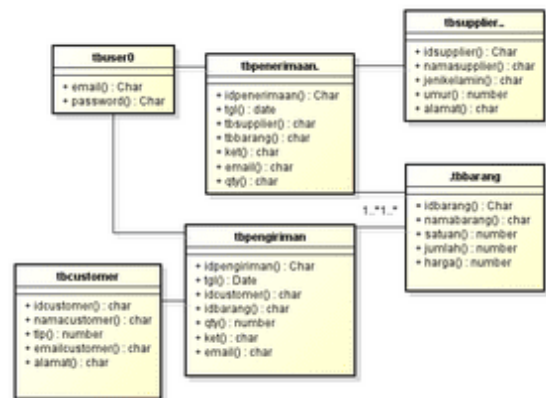 tbuser0
+ email() : Char
+ password() : Char
tbpenerimaan.
+ idpenerimaan() : Char
+ tgl() : date
+ tbsupplier() : char
+ tbbarang() : char
+ ket() : char
+ email() : char
+ qty() : char
tbsupplier..
+ idsupplier() : Char
+ namasupplier() : char
+ jenikelamin() : char
+ umur() : number
+ alamat() : char
.tbbarang
+ idbarang() : Char
+ namabarang() : char
+ satuan() : number
+ jumlah() : number
+ harga() : number
1..*1..*
tbpengiriman
+ idpengiriman() : Char
+ tgl() : Date
+ idcustomer() : char
+ idbarang() : char
+ qty() : number
+ ket() : char
+ email() : char
tbcustomer
+ idcustomer() : char
+ namacustomer() : char
+ tlp() : number
+ emailcustomer() : char
+ alamat() : char